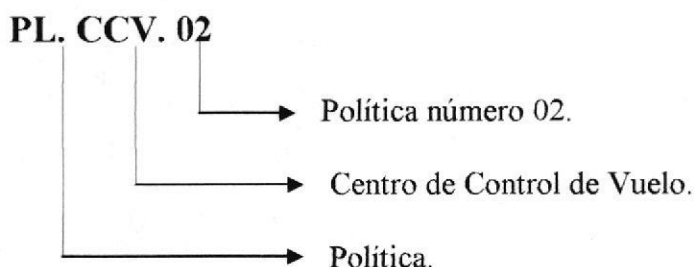 PL. CCV. 02
Política número 02.
Centro de Control de Vuelo.
Política.